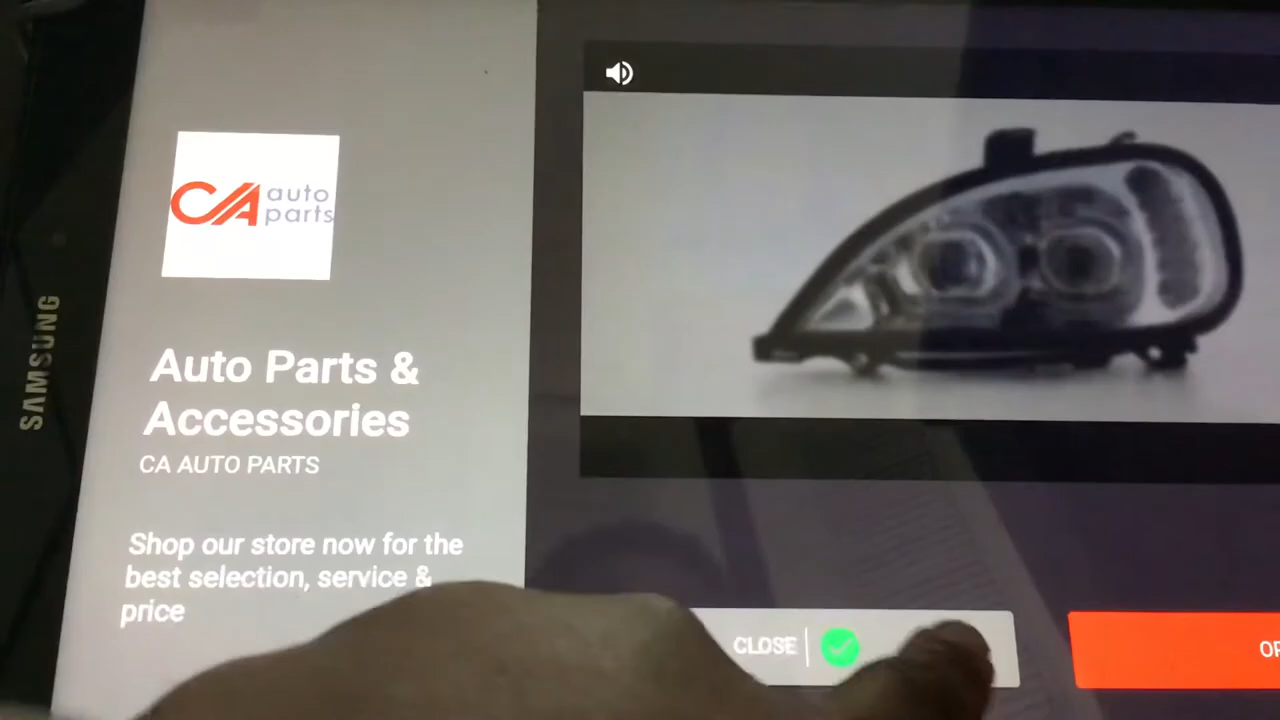 SAMSUNG
CA auto parts
Auto Parts &
Accessories
CA AUTO PARTS
Shop our store now for the
best selection, service &
price
CLOSE